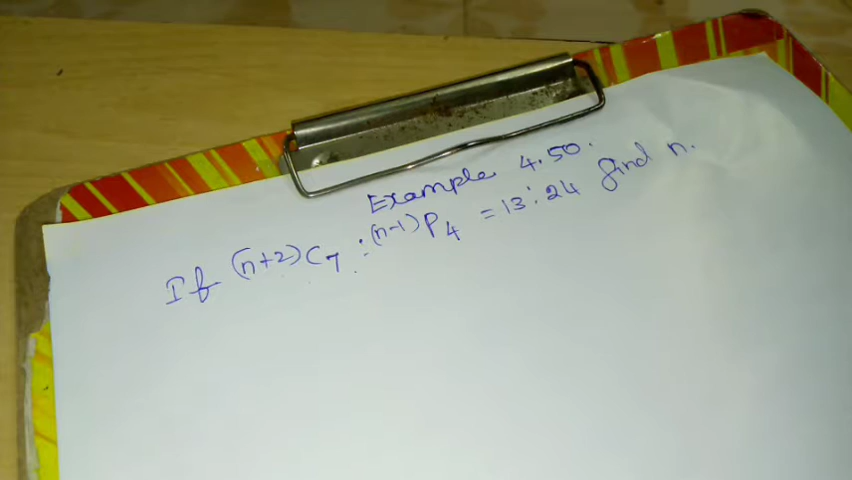 Example 4.50.
If (n+2)C7 : (n-1)P4 = 13:24 find n.